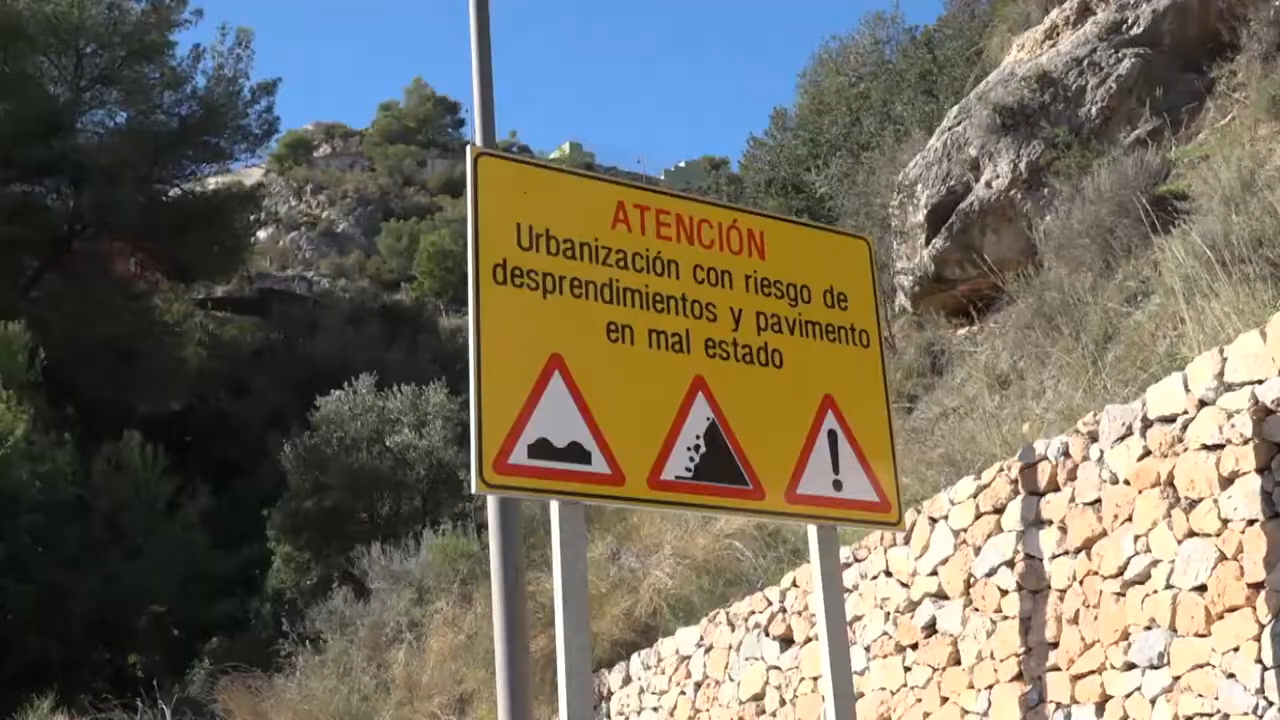 ATENCIÓN
Urbanización con riesgo de
desprendimientos y pavimento
en mal estado